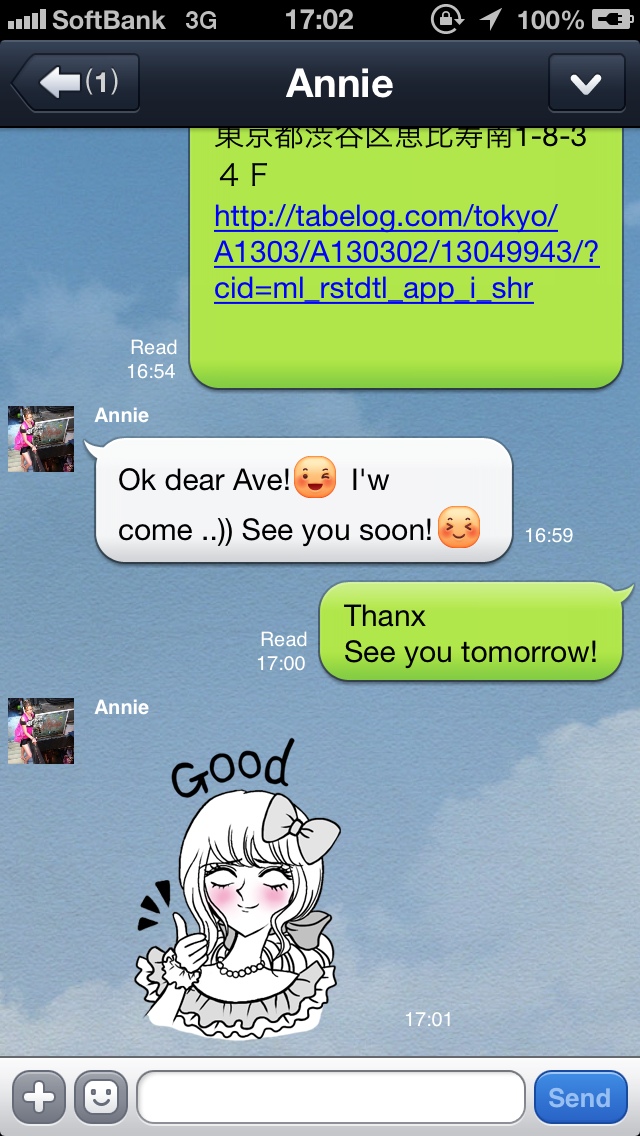 SoftBank 3G 17:02 100%
(1) Annie
東京都渋谷区恵比寿南1-8-3
４Ｆ
http://tabelog.com/tokyo/
A1303/A130302/13049943/?
cid=ml_rstdtl_app_i_shr
Read
16:54
Annie
Ok dear Ave! I'w
come ..)) See you soon!
16:59
Thanx
See you tomorrow!
Read
17:00
Annie
Good
17:01
Send